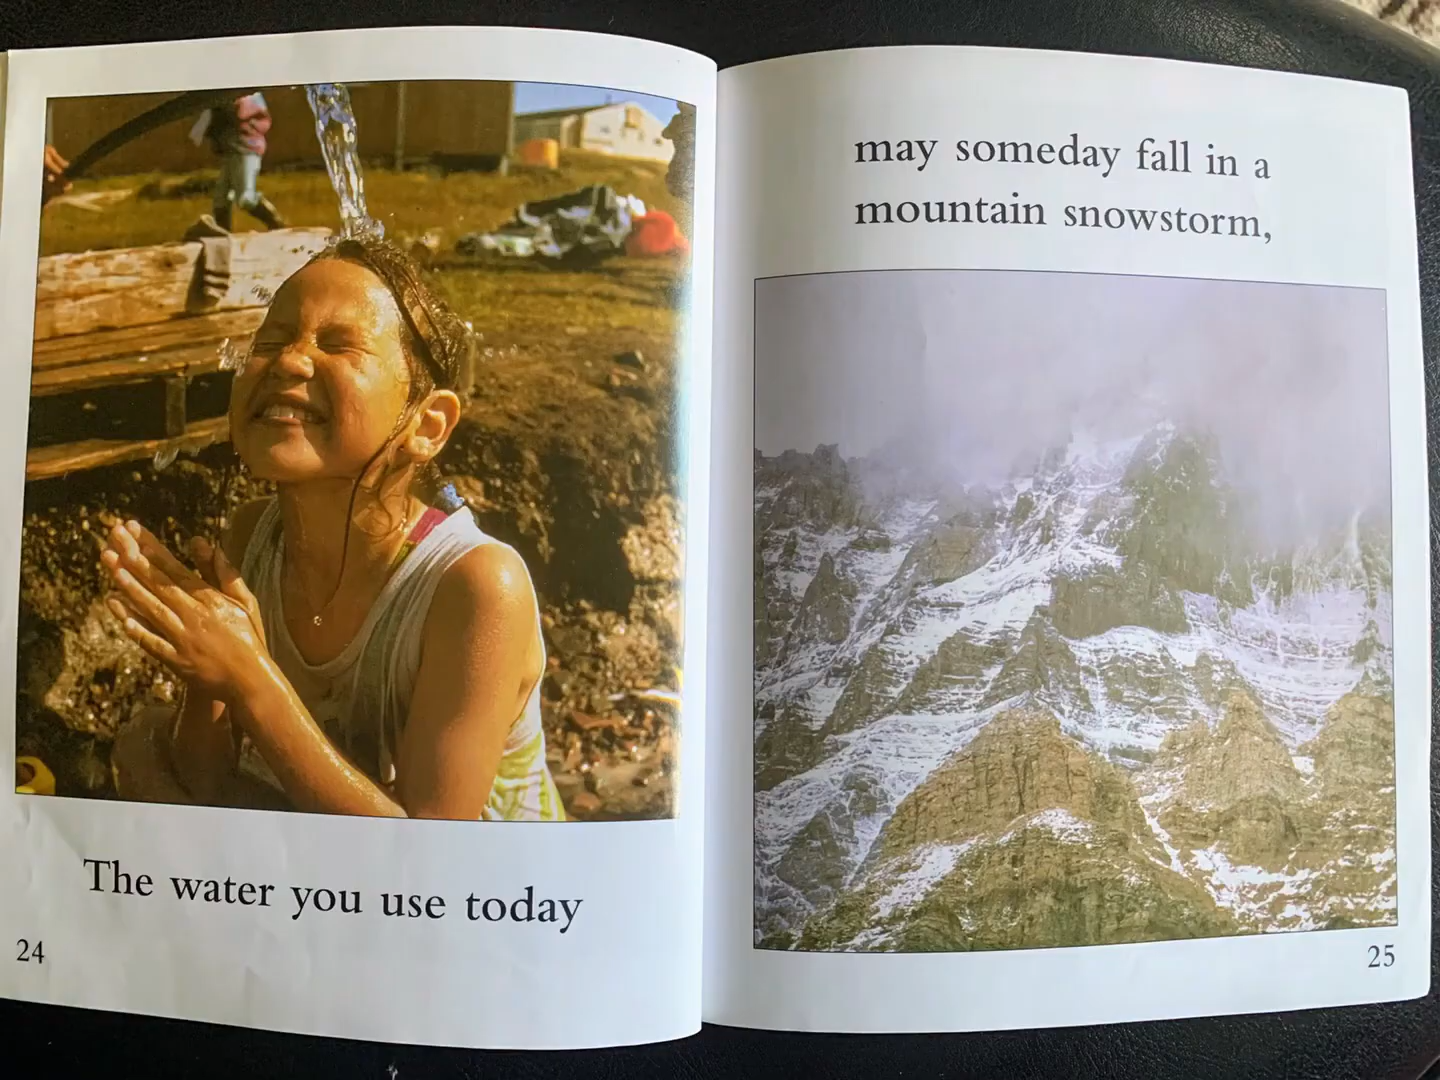 The water you use today
24
may someday fall in a
mountain snowstorm,
25